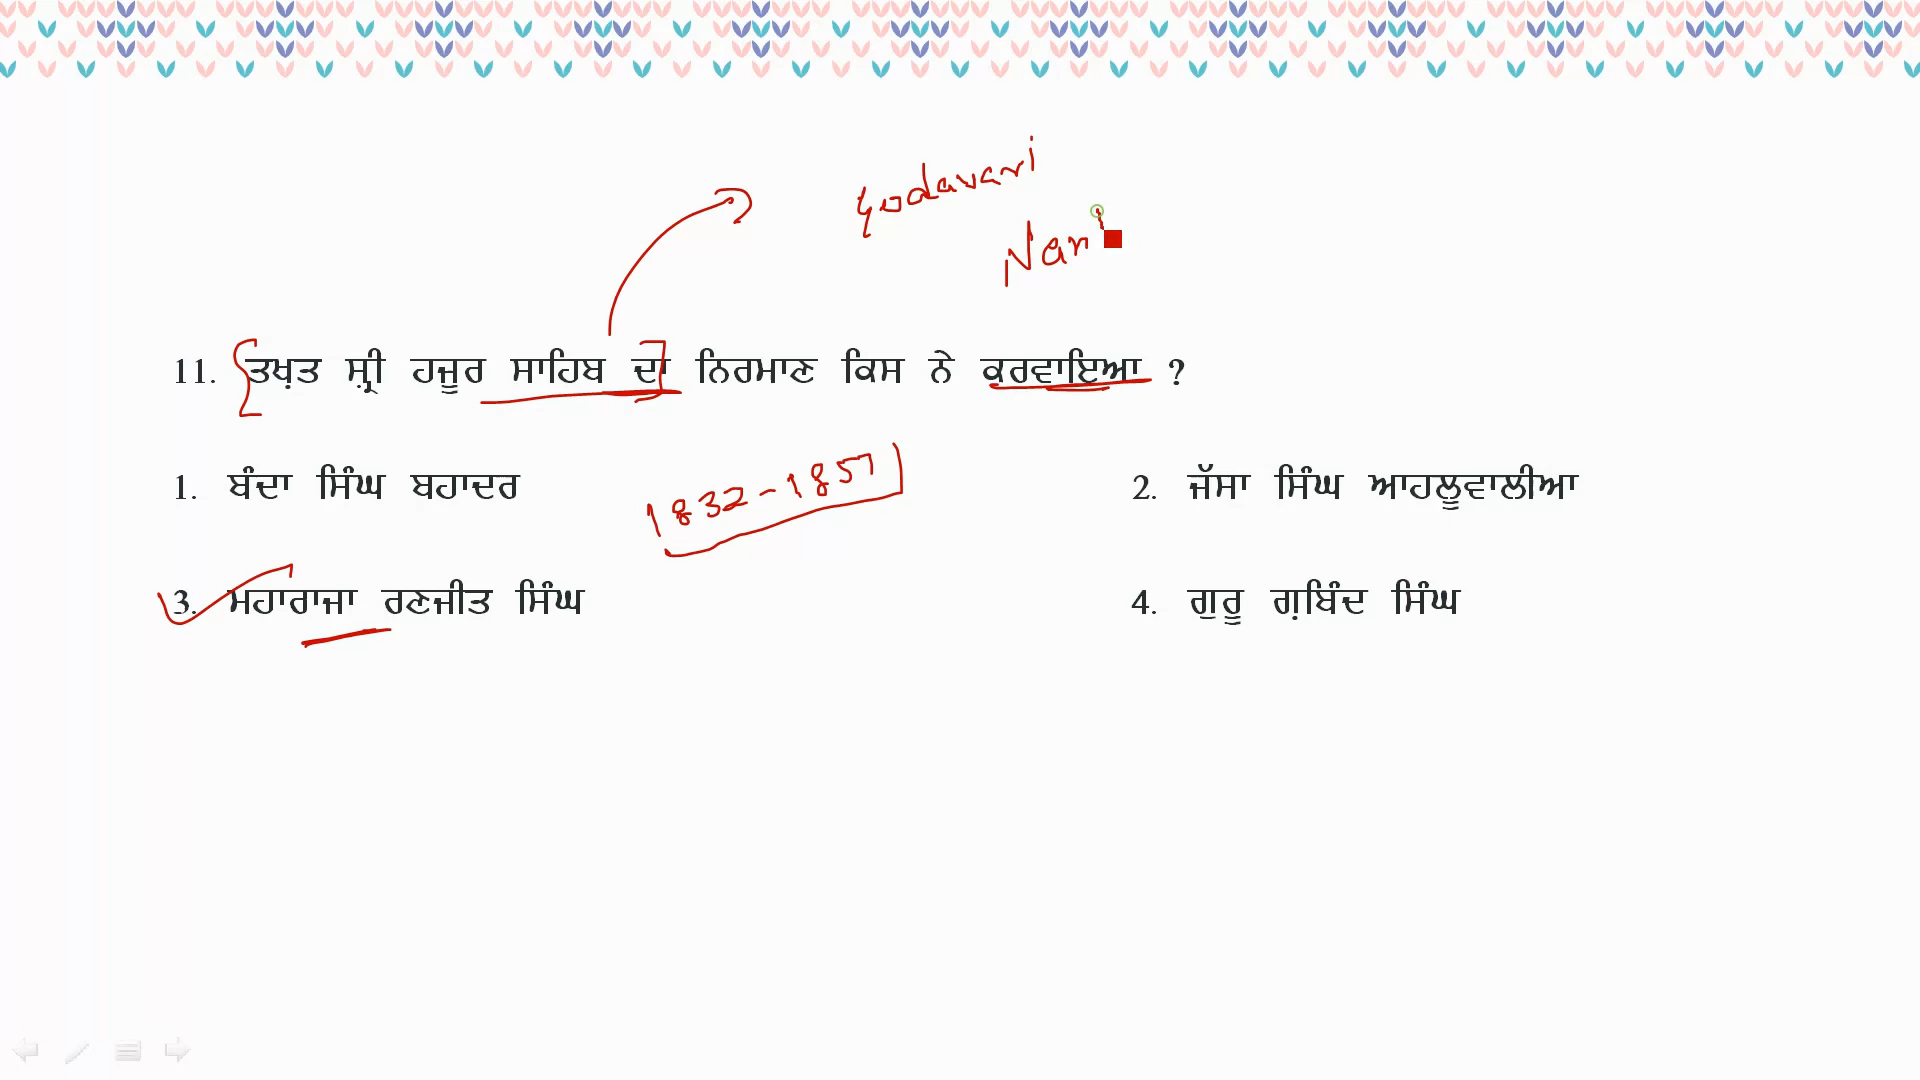 Godavari
Nan
11. ਤਖ਼ਤ ਸ਼੍ਰੀ ਹਜ਼ੂਰ ਸਾਹਿਬ ਦਾ ਨਿਰਮਾਣ ਕਿਸ ਨੇ ਕਰਵਾਇਆ ?
1. ਬੰਦਾ ਸਿੰਘ ਬਹਾਦਰ
1832-1857
2. ਜੱਸਾ ਸਿੰਘ ਆਹਲੂਵਾਲੀਆ
3. ਮਹਾਰਾਜਾ ਰਣਜੀਤ ਸਿੰਘ
4. ਗੁਰੂ ਗ਼ਬਿੰਦ ਸਿੰਘ